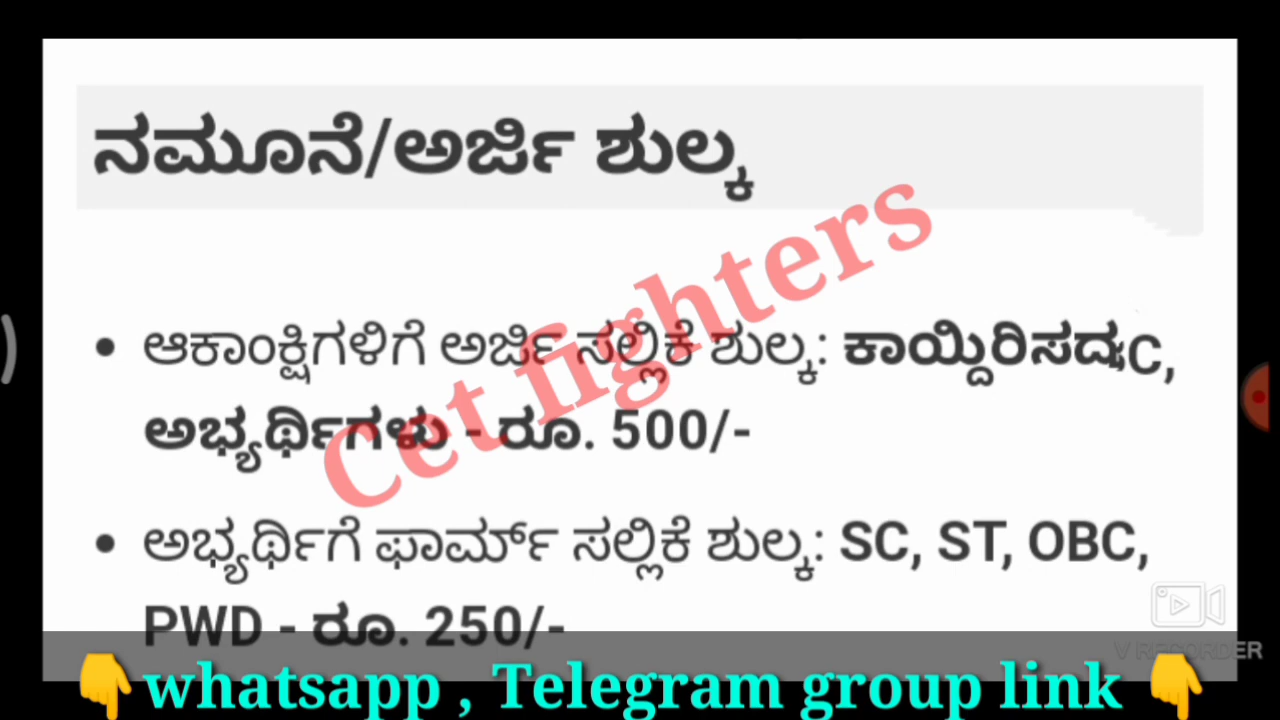 ನಮೂನೆ/ಅರ್ಜಿ ಶುಲ್ಕ
Cet fighters
• ಆಕಾಂಕ್ಷಿಗಳಿಗೆ ಅರ್ಜಿ ಸಲ್ಲಿಕೆ ಶುಲ್ಕ: C,
ಅಭ್ಯರ್ಥಿಗಳು - ರೂ. 500/-
• ಅಭ್ಯರ್ಥಿಗೆ ಫಾರ್ಮ್ ಸಲ್ಲಿಕೆ ಶುಲ್ಕ: SC, ST, OBC,
PWD - ರೂ. 250/-
V RECORDER
👇whatsapp , Telegram group link 👇